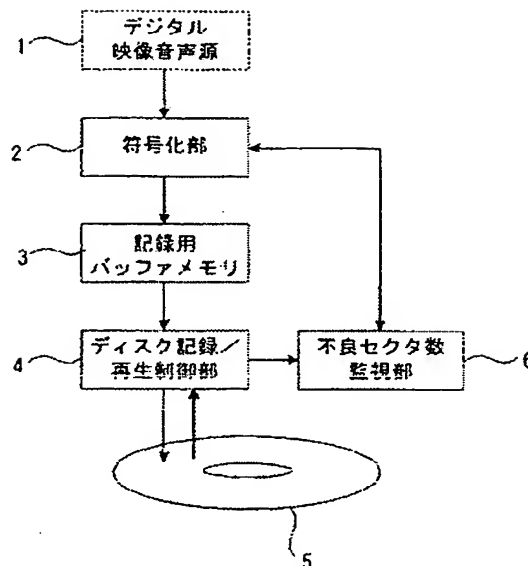 1
デジタル
映像音声源
2
符号化部
3
記録用
バッファメモリ
4
ディスク記録/
再生制御部
不良セクタ数
監視部
6
5